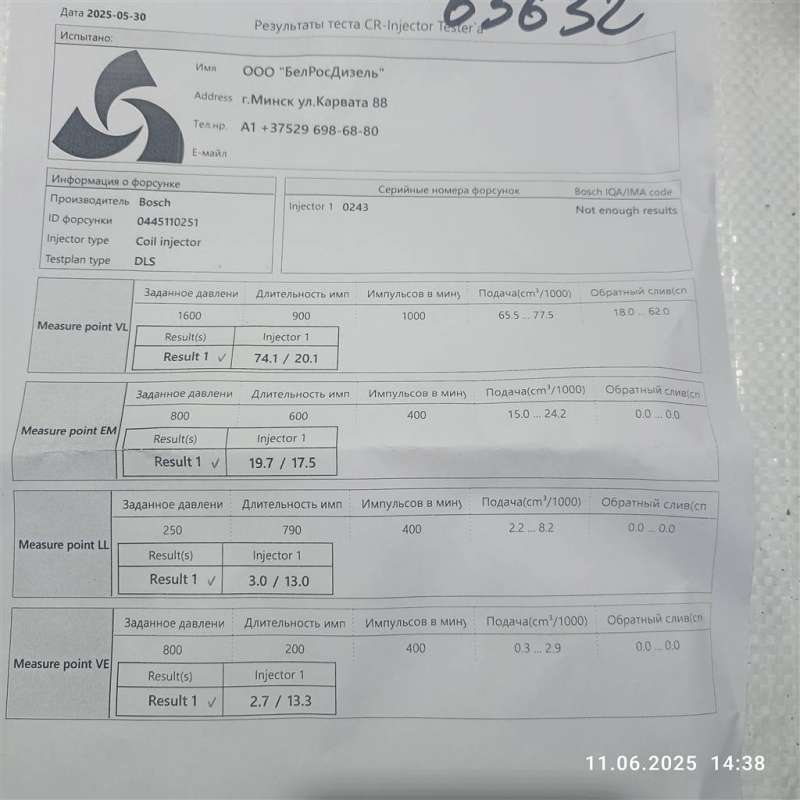 Дата 2025-05-30
Результаты теста CR-Injector Tester'a
Испытано:
Имя ООО "БелРосДизель"
Address г.Минск ул.Карвата 88
Тел.нр. А1 +37529 698-68-80
Е-майл
Информация о форсунке
Производитель Bosch
ID форсунки 0445110251
Injector type Coil injector
Testplan type DLS
Серийные номера форсунок Bosch IQA/IMA code
Injector 1 0243 Not enough results
Measure point VL
Заданное давлени Длительность имп Импульсов в мину Подача(cm³/1000) Обратный слив(сп
1600 900 1000 65.5 ... 77.5 18.0 ... 62.0
Result(s) Injector 1
Result 1 ✓ 74.1 / 20.1
Measure point EM
Заданное давлени Длительность имп Импульсов в мину Подача(cm³/1000) Обратный слив(сп
800 600 400 15.0 ... 24.2 0.0 ... 0.0
Result(s) Injector 1
Result 1 ✓ 19.7 / 17.5
Measure point LL
Заданное давлени Длительность имп Импульсов в мину Подача(cm³/1000) Обратный слив(сп
250 790 400 2.2 ... 8.2 0.0 ... 0.0
Result(s) Injector 1
Result 1 ✓ 3.0 / 13.0
Measure point VE
Заданное давлени Длительность имп Импульсов в мину Подача(cm³/1000) Обратный слив(сп
800 200 400 0.3 ... 2.9 0.0 ... 0.0
Result(s) Injector 1
Result 1 ✓ 2.7 / 13.3
11.06.2025 14:38